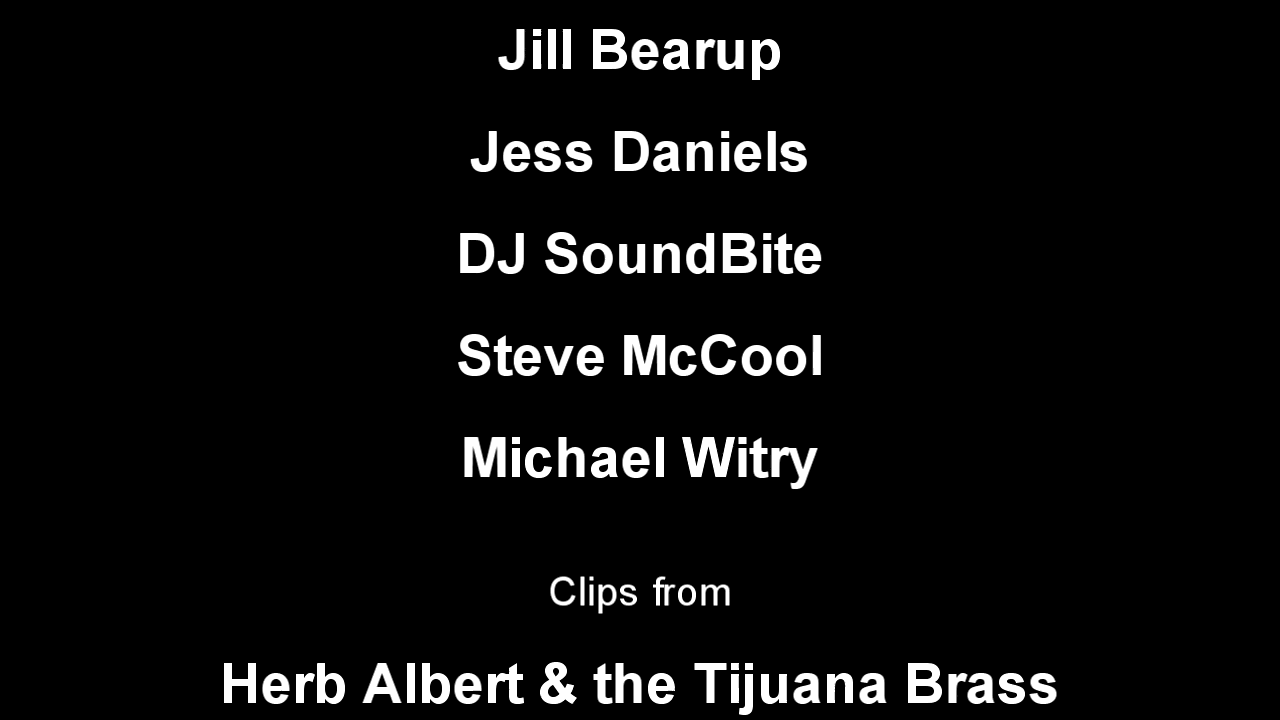 Jill Bearup
Jess Daniels
DJ SoundBite
Steve McCool
Michael Witry
Clips from
Herb Albert & the Tijuana Brass